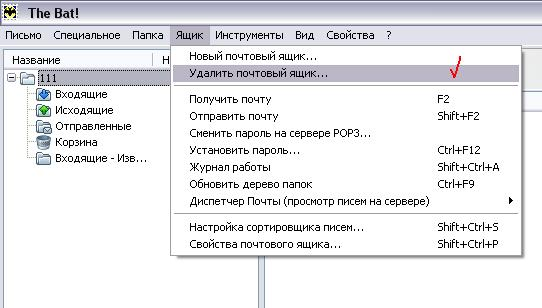 The Bat!
Письмо Специальное Папка Ящик Инструменты Вид Свойства ?
Название
Н
111
Входящие
Исходящие
Отправленные
Корзина
Входящие - Изв...
Новый почтовый ящик...
Удалить почтовый ящик...
Получить почту F2
Отправить почту Shift+F2
Сменить пароль на сервере POP3...
Установить пароль... Ctrl+F12
Журнал работы Shift+Ctrl+A
Обновить дерево папок Ctrl+F9
Диспетчер Почты (просмотр писем на сервере)
Настройка сортировщика писем... Shift+Ctrl+S
Свойства почтового ящика... Shift+Ctrl+P